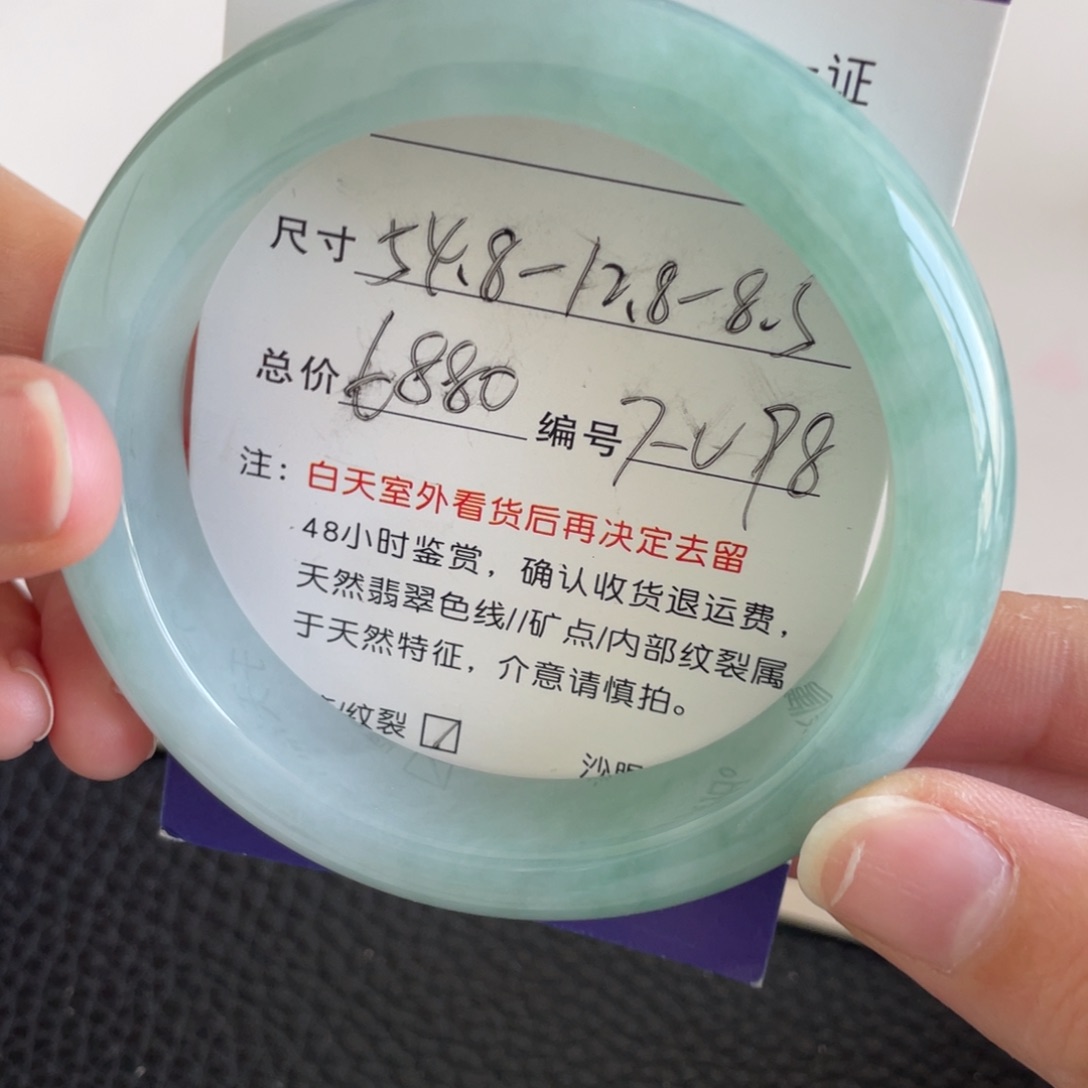 证
尺寸 54.8-12.8-8.5
总价 6880 编号
注：白天室外看货后再决定去留
48小时鉴赏，确认收货退运费，
天然翡翠色线//矿点/内部纹裂属
于天然特征，介意请慎拍。
/纹裂